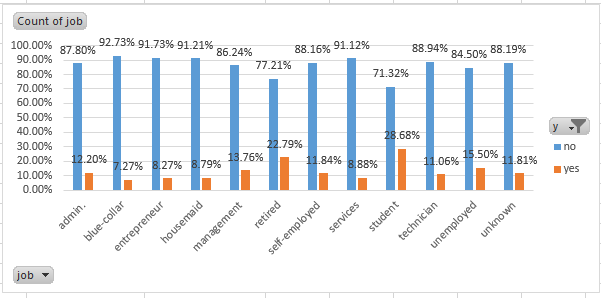 Count of job
100.00%
90.00%
80.00%
70.00%
60.00%
50.00%
40.00%
30.00%
20.00%
10.00%
0.00%
87.80%
92.73%
91.73%
91.21%
86.24%
77.21%
88.16%
91.12%
71.32%
88.94%
84.50%
88.19%
12.20%
7.27%
8.27%
8.79%
13.76%
22.79%
11.84%
8.88%
28.68%
11.06%
15.50%
11.81%
admin.
blue-collar
entrepreneur
housemaid
management
retired
self-employed
services
student
technician
unemployed
unknown
y
no
yes
job